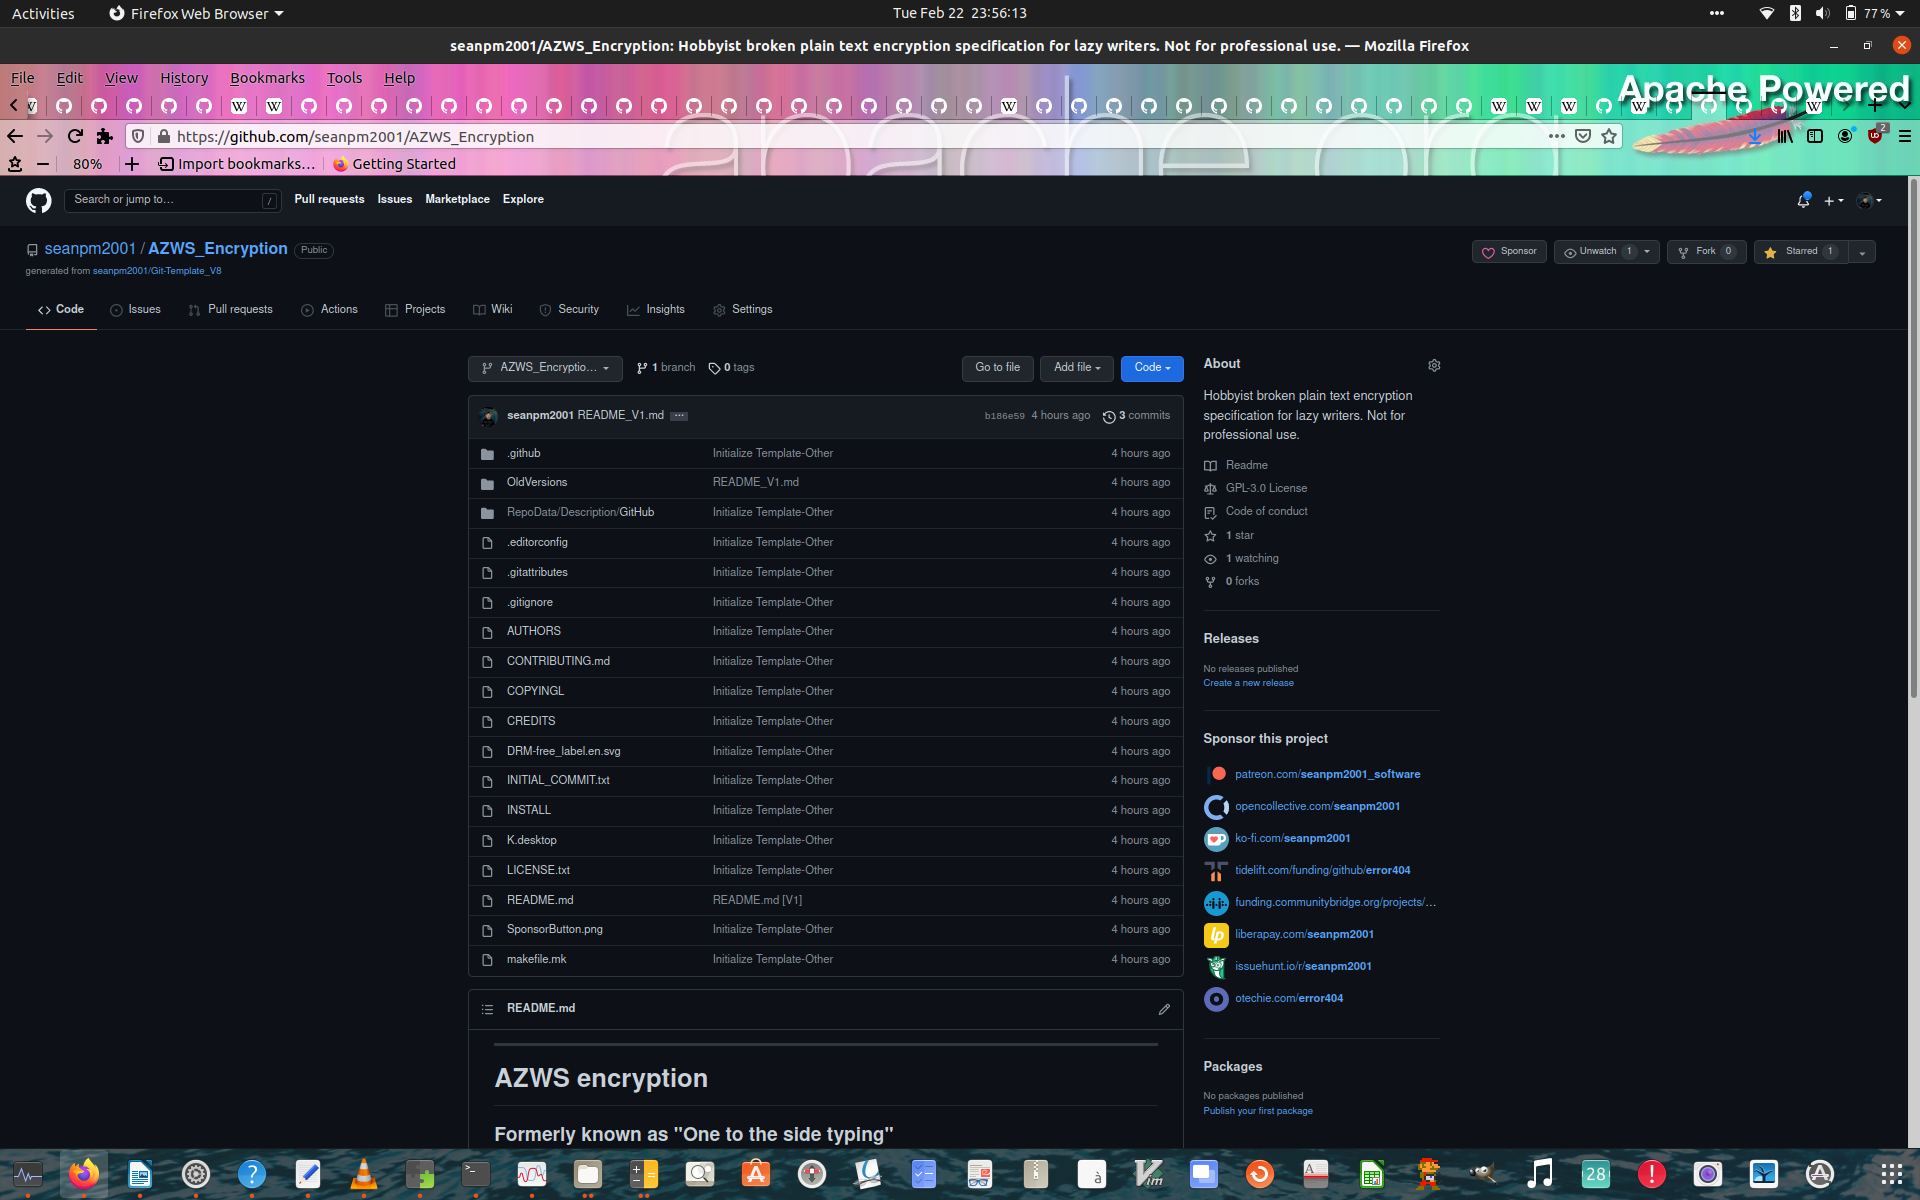 Activities
Firefox Web Browser
Tue Feb 22 23:56:13
77 %
seanpm2001/AZWS_Encryption: Hobbyist broken plain text encryption specification for lazy writers. Not for professional use. — Mozilla Firefox
File Edit View History Bookmarks Tools Help
Apache Powered
https://github.com/seanpm2001/AZWS_Encryption
2
80%
Import bookmarks…
Getting Started
Search or jump to…
/
Pull requests Issues Marketplace Explore
seanpm2001 / AZWS_Encryption Public
generated from seanpm2001/Git-Template_V8
Sponsor
Unwatch 1
Fork 0
Starred 1
Code
Issues
Pull requests
Actions
Projects
Wiki
Security
Insights
Settings
AZWS_Encryptio…
1 branch
0 tags
Go to file
Add file
Code
seanpm2001 README_V1.md
b186e59 4 hours ago
3 commits
.github Initialize Template-Other 4 hours ago
OldVersions README_V1.md 4 hours ago
RepoData/Description/GitHub Initialize Template-Other 4 hours ago
.editorconfig Initialize Template-Other 4 hours ago
.gitattributes Initialize Template-Other 4 hours ago
.gitignore Initialize Template-Other 4 hours ago
AUTHORS Initialize Template-Other 4 hours ago
CONTRIBUTING.md Initialize Template-Other 4 hours ago
COPYINGL Initialize Template-Other 4 hours ago
CREDITS Initialize Template-Other 4 hours ago
DRM-free_label.en.svg Initialize Template-Other 4 hours ago
INITIAL_COMMIT.txt Initialize Template-Other 4 hours ago
INSTALL Initialize Template-Other 4 hours ago
K.desktop Initialize Template-Other 4 hours ago
LICENSE.txt Initialize Template-Other 4 hours ago
README.md README.md [V1] 4 hours ago
SponsorButton.png Initialize Template-Other 4 hours ago
makefile.mk Initialize Template-Other 4 hours ago
README.md
AZWS encryption
Formerly known as "One to the side typing"
About
Hobbyist broken plain text encryption
specification for lazy writers. Not for
professional use.
Readme
GPL-3.0 License
Code of conduct
1 star
1 watching
0 forks
Releases
No releases published
Create a new release
Sponsor this project
patreon.com/seanpm2001_software
opencollective.com/seanpm2001
ko-fi.com/seanpm2001
tidelift.com/funding/github/error404
funding.communitybridge.org/projects/…
liberapay.com/seanpm2001
issuehunt.io/r/seanpm2001
otechie.com/error404
Packages
No packages published
Publish your first package
28